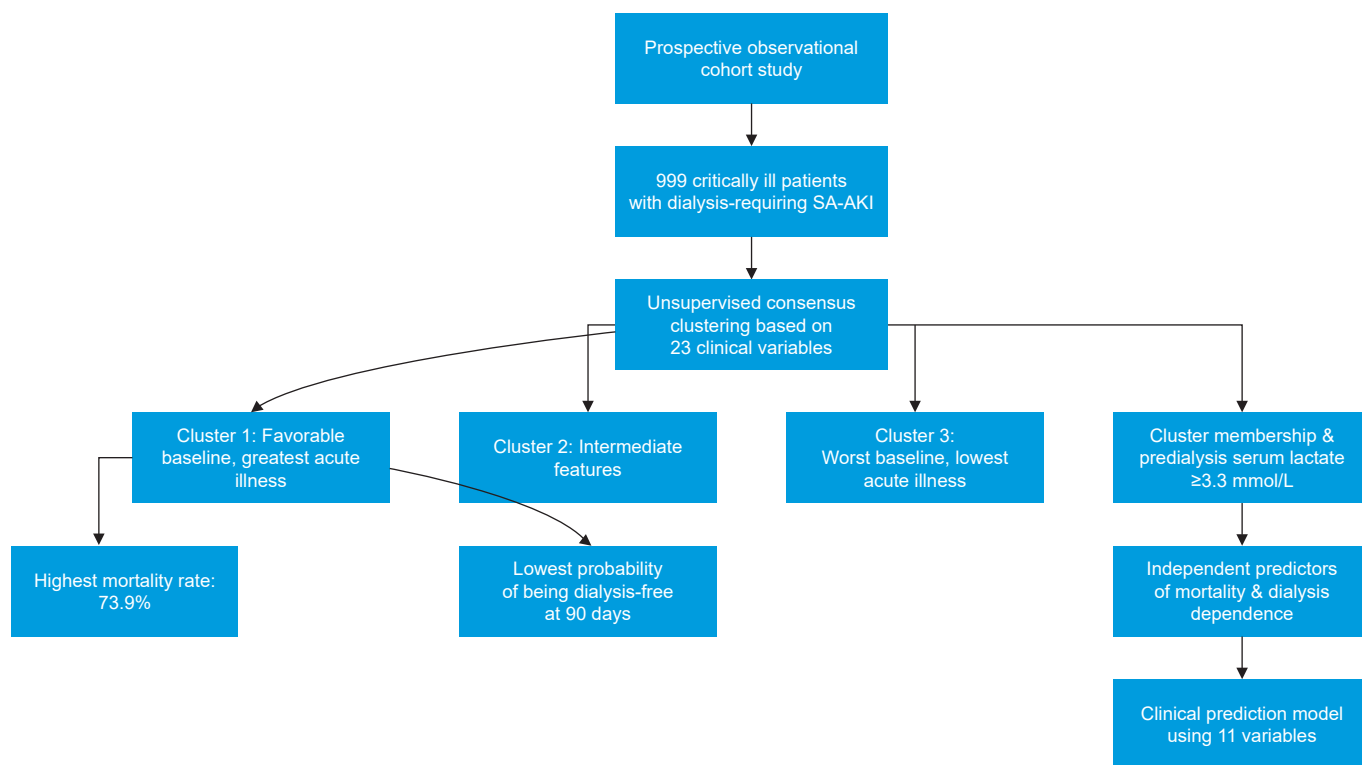 Prospective observational
cohort study
999 critically ill patients
with dialysis-requiring SA-AKI
Unsupervised consensus
clustering based on
23 clinical variables
Cluster 1: Favorable
baseline, greatest acute
illness
Cluster 2: Intermediate
features
Cluster 3:
Worst baseline, lowest
acute illness
Cluster membership &
predialysis serum lactate
≥3.3 mmol/L
Highest mortality rate:
73.9%
Lowest probability
of being dialysis-free
at 90 days
Independent predictors
of mortality & dialysis
dependence
Clinical prediction model
using 11 variables